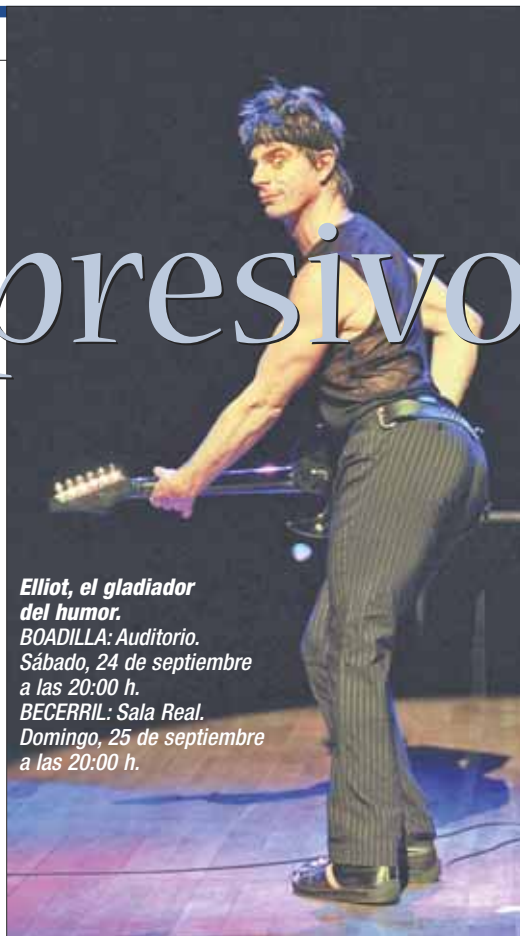 presivo
Elliot, el gladiador
del humor.
BOADILLA: Auditorio.
Sábado, 24 de septiembre
a las 20:00 h.
BECERRIL: Sala Real.
Domingo, 25 de septiembre
a las 20:00 h.